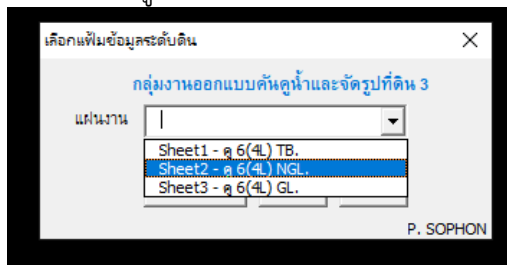 เลือกแฟ้มข้อมูลระดับดิน
กลุ่มงานออกแบบคันคูน้ำและจัดรูปที่ดิน 3
แผ่นงาน
Sheet1 - คู 6(4L) TB.
Sheet2 - คู 6(4L) NGL.
Sheet3 - คู 6(4L) GL.
P. SOPHON